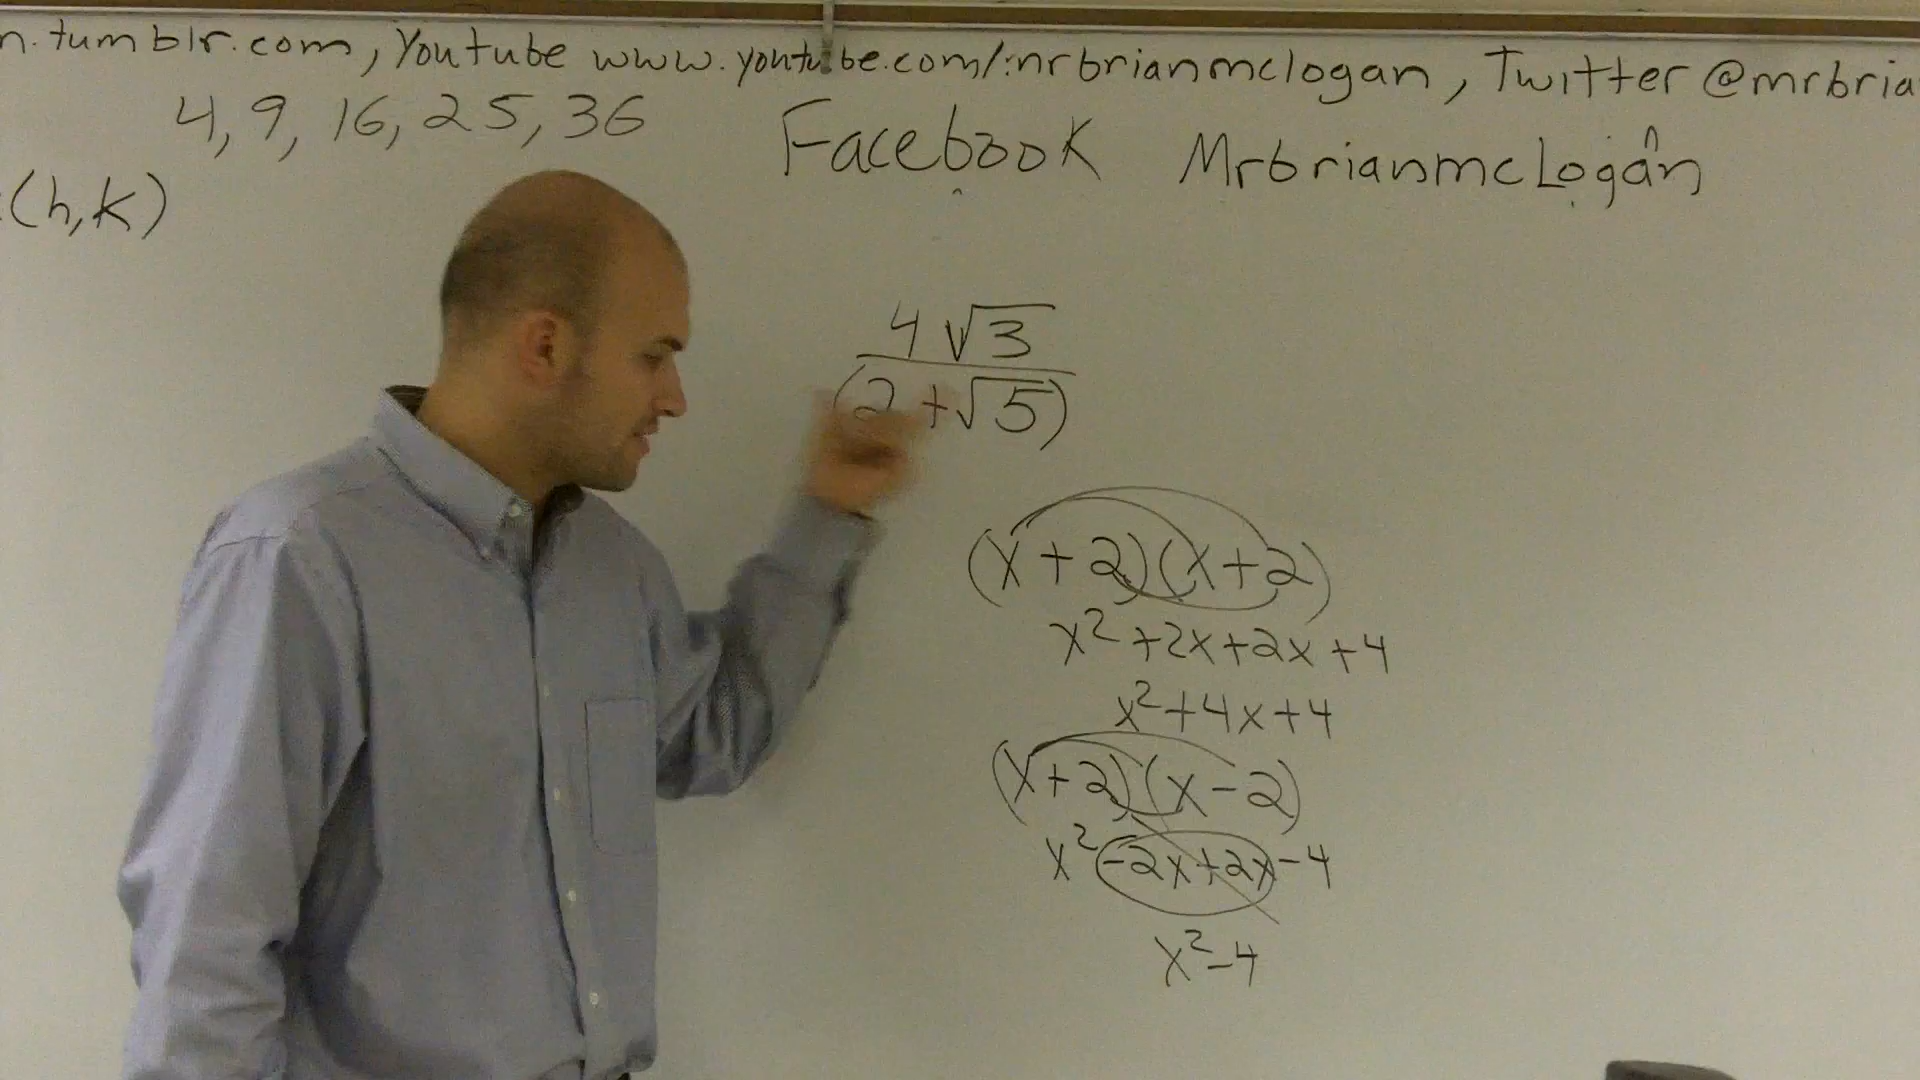 n.tumblr.com, Youtube www.youtube.com/mrbrianmclogan, Twitter @mrbria
4, 9, 16, 25, 36
Facebook MrbrianmcLogan
:(h,k)
4√3
(2+√5)
(x+2)(x+2)
x²+2x+2x+4
x²+4x+4
(x+2)(x-2)
x²-2x+2x-4
x²-4